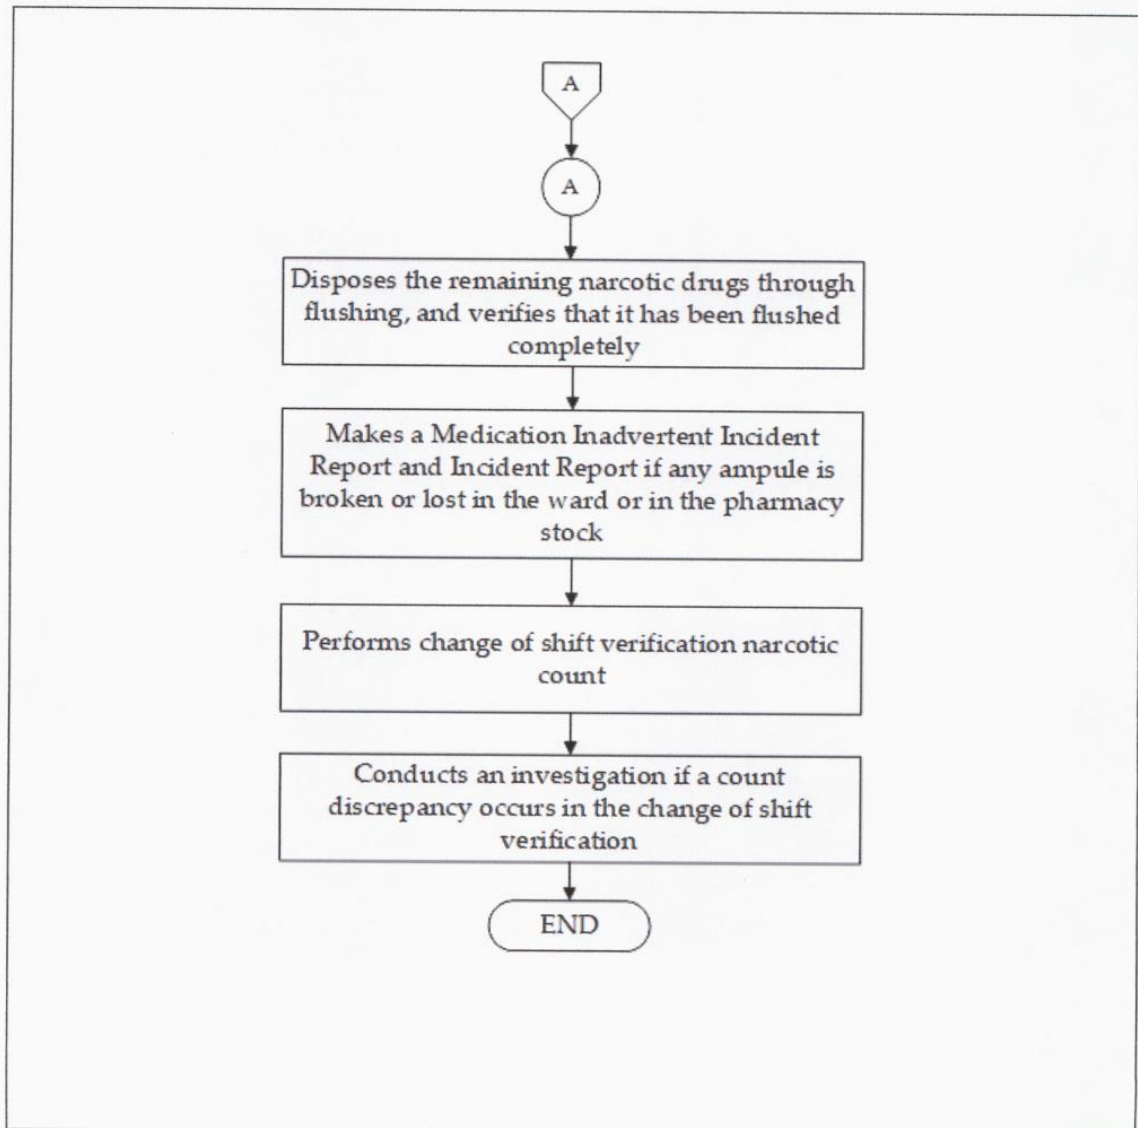 A
A
Disposes the remaining narcotic drugs through
flushing, and verifies that it has been flushed
completely
Makes a Medication Inadvertent Incident
Report and Incident Report if any ampule is
broken or lost in the ward or in the pharmacy
stock
Performs change of shift verification narcotic
count
Conducts an investigation if a count
discrepancy occurs in the change of shift
verification
END